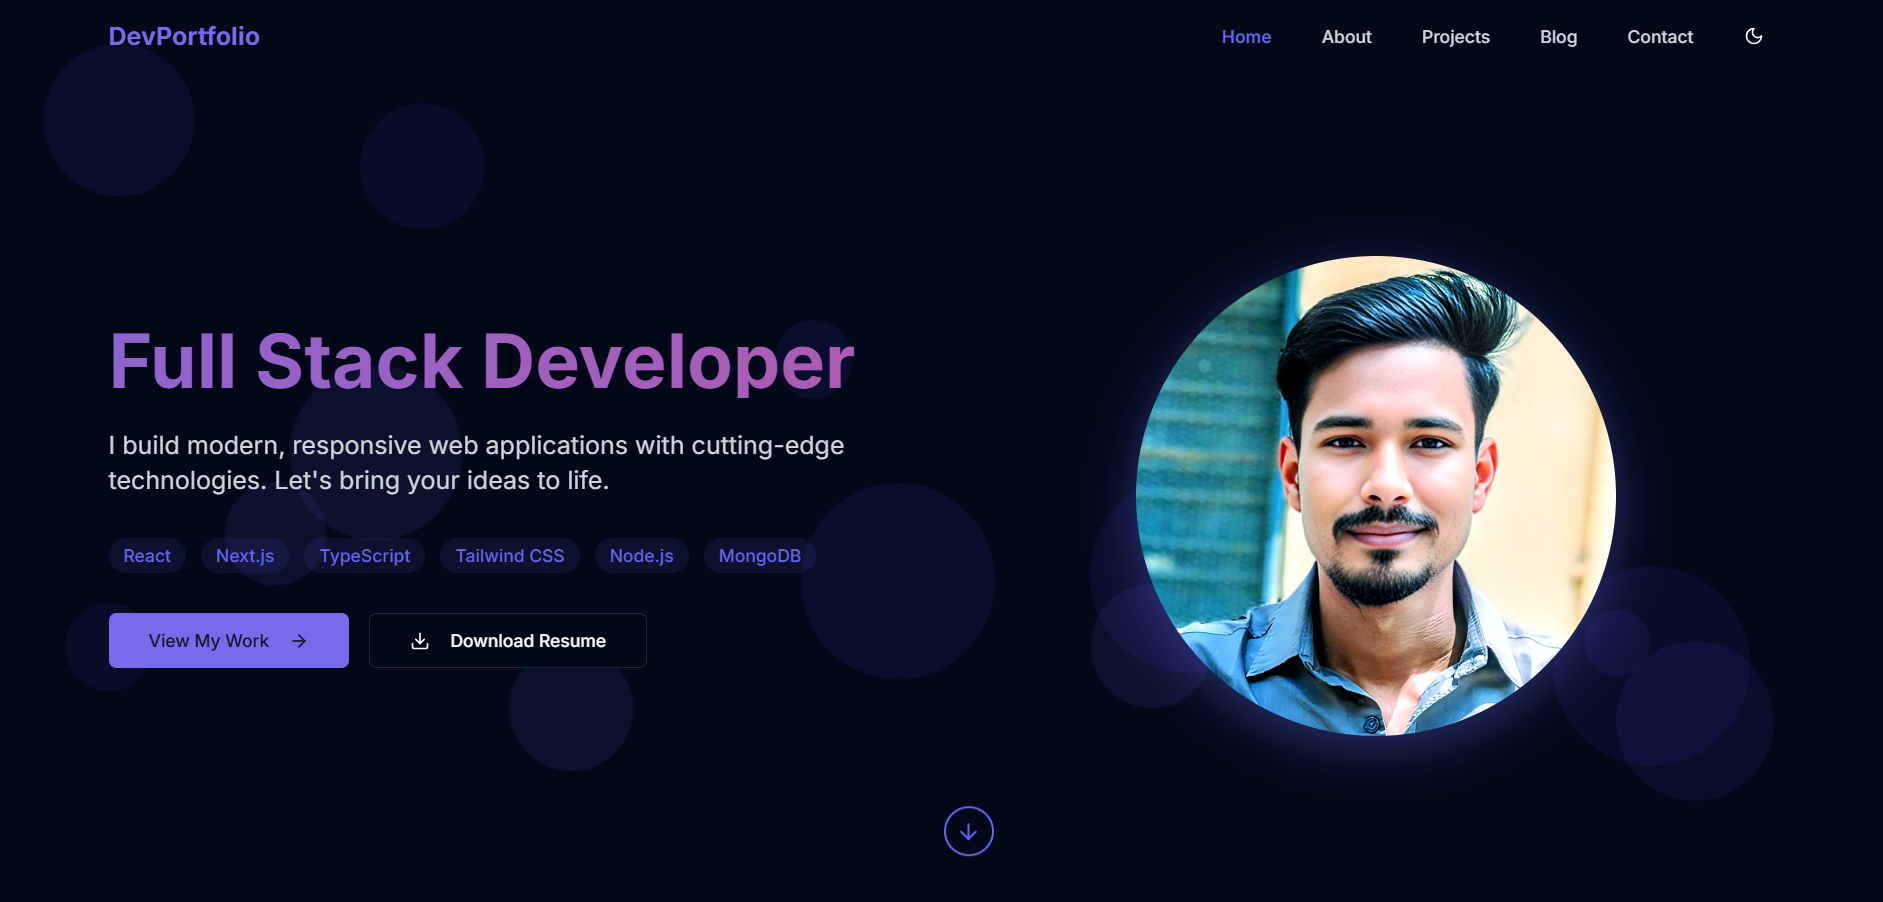 DevPortfolio
Home
About
Projects
Blog
Contact
Full Stack Developer
I build modern, responsive web applications with cutting-edge
technologies. Let's bring your ideas to life.
React
Next.js
TypeScript
Tailwind CSS
Node.js
MongoDB
View My Work
Download Resume